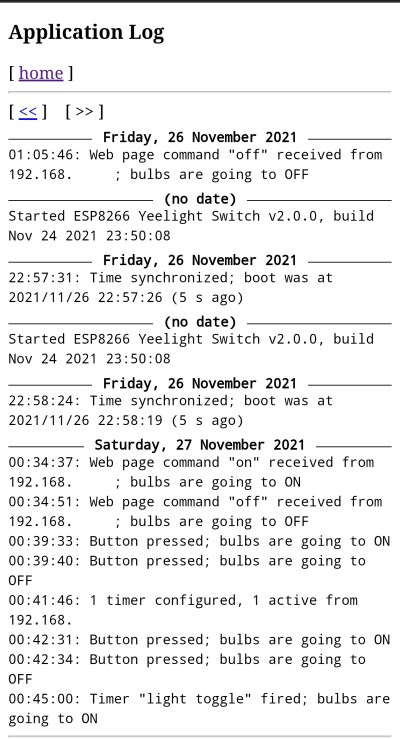 Application Log
[ home ]
[ << ] [ >> ]
Friday, 26 November 2021
01:05:46: Web page command "off" received from
192.168. ; bulbs are going to OFF
(no date)
Started ESP8266 Yeelight Switch v2.0.0, build
Nov 24 2021 23:50:08
Friday, 26 November 2021
22:57:31: Time synchronized; boot was at
2021/11/26 22:57:26 (5 s ago)
(no date)
Started ESP8266 Yeelight Switch v2.0.0, build
Nov 24 2021 23:50:08
Friday, 26 November 2021
22:58:24: Time synchronized; boot was at
2021/11/26 22:58:19 (5 s ago)
Saturday, 27 November 2021
00:34:37: Web page command "on" received from
192.168. ; bulbs are going to ON
00:34:51: Web page command "off" received from
192.168. ; bulbs are going to OFF
00:39:33: Button pressed; bulbs are going to ON
00:39:40: Button pressed; bulbs are going to
OFF
00:41:46: 1 timer configured, 1 active from
192.168.
00:42:31: Button pressed; bulbs are going to ON
00:42:34: Button pressed; bulbs are going to
OFF
00:45:00: Timer "light toggle" fired; bulbs are
going to ON